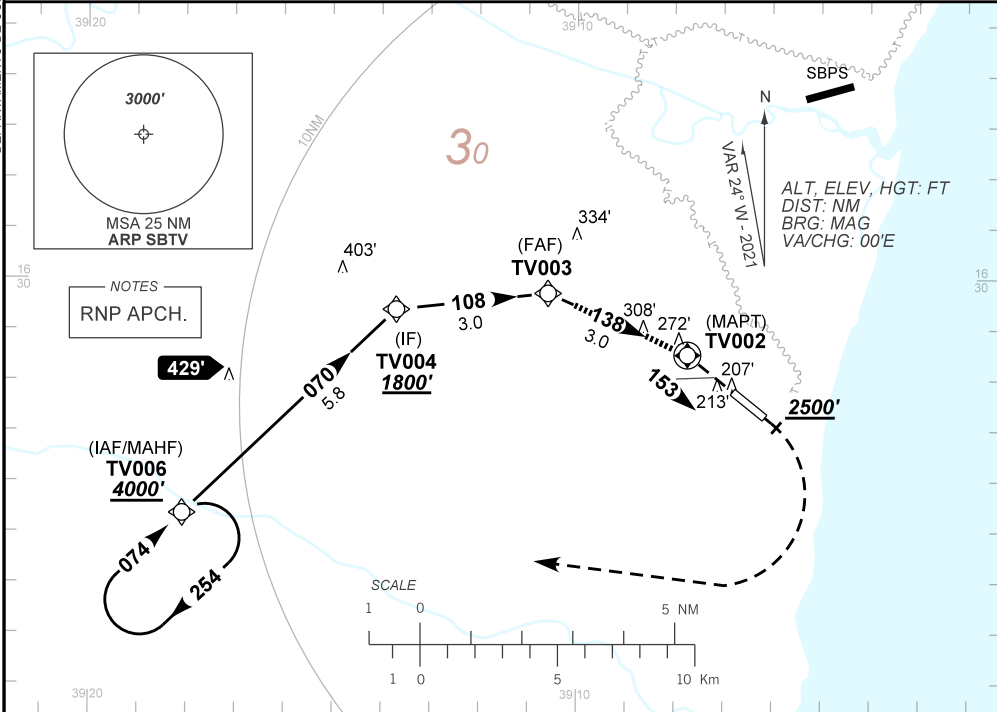 39 20
39 10
3000'
MSA 25 NM
ARP SBTV
10NM
30
SBPS
N
VAR 24° W - 2021
ALT, ELEV, HGT: FT
DIST: NM
BRG: MAG
VA/CHG: 00'E
16
30
16
30
NOTES
RNP APCH.
403'
334'
(FAF)
TV003
108
3.0
(IF)
TV004
1800'
138
3.0
308'
272'
(MAPT)
TV002
429'
070
5.8
153
213'
207'
2500'
(IAF/MAHF)
TV006
4000'
074
254
SCALE
1 0 5 NM
1 0 5 10 Km
39 20
39 10